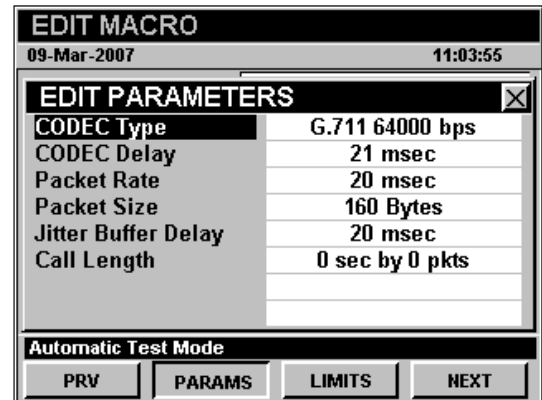 EDIT MACRO
09-Mar-2007 11:03:55
EDIT PARAMETERS
CODEC Type G.711 64000 bps
CODEC Delay 21 msec
Packet Rate 20 msec
Packet Size 160 Bytes
Jitter Buffer Delay 20 msec
Call Length 0 sec by 0 pkts
Automatic Test Mode
PRV PARAMS LIMITS NEXT